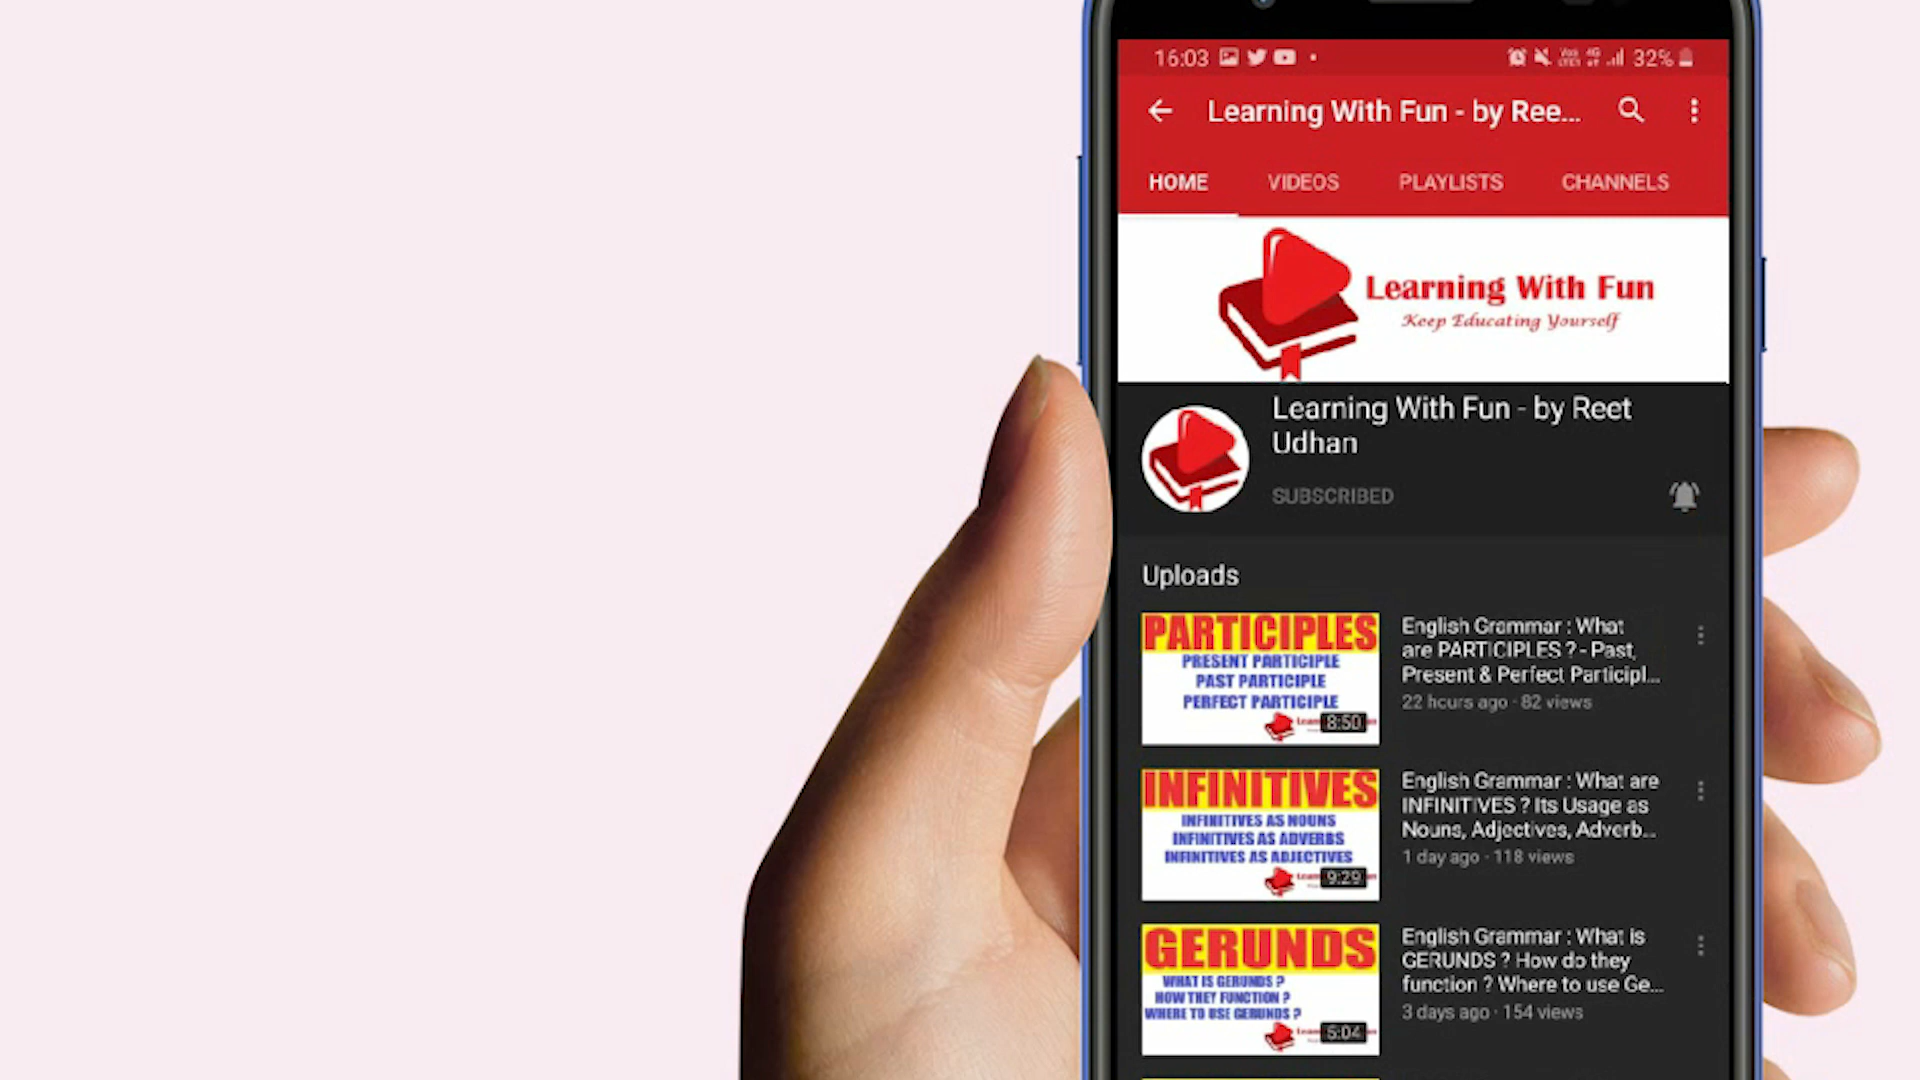 16:03
32%
Learning With Fun - by Ree...
HOME VIDEOS PLAYLISTS CHANNELS
Learning With Fun
Keep Educating Yourself
Learning With Fun - by Reet
Udhan
SUBSCRIBED
Uploads
PARTICIPLES
PRESENT PARTICIPLE
PAST PARTICIPLE
PERFECT PARTICIPLE
8:50
English Grammar : What
are PARTICIPLES ? - Past,
Present & Perfect Participl...
22 hours ago · 82 views
INFINITIVES
INFINITIVES AS NOUNS
INFINITIVES AS ADVERBS
INFINITIVES AS ADJECTIVES
9:29
English Grammar : What are
INFINITIVES ? Its Usage as
Nouns, Adjectives, Adverb...
1 day ago · 118 views
GERUNDS
WHAT IS GERUNDS ?
HOW THEY FUNCTION ?
WHERE TO USE GERUNDS ?
5:04
English Grammar : What is
GERUNDS ? How do they
function ? Where to use Ge...
3 days ago · 154 views